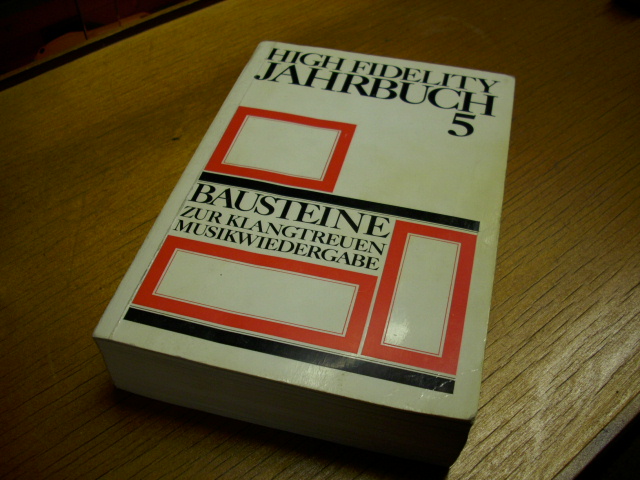 HIGH FIDELITY
JAHRBUCH
5
BAUSTEINE
ZUR KLANGTREUEN
MUSIKWIEDERGABE